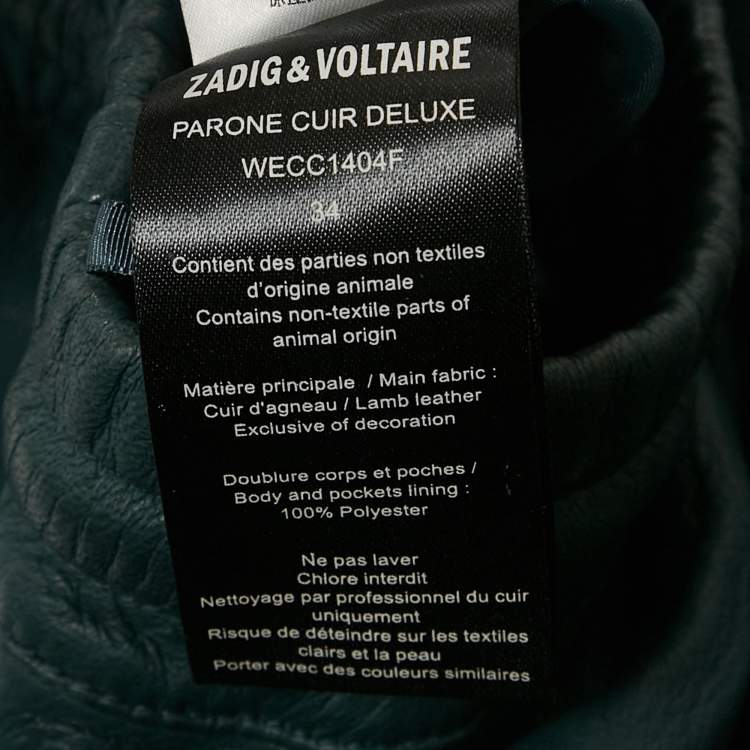 ZADIG & VOLTAIRE
PARONE CUIR DELUXE
WECC1404F
34
Contient des parties non textiles
d'origine animale
Contains non-textile parts of
animal origin
Matière principale / Main fabric :
Cuir d'agneau / Lamb leather
Exclusive of decoration
Doublure corps et poches /
Body and pockets lining :
100% Polyester
Ne pas laver
Chlore interdit
Nettoyage par professionnel du cuir
uniquement
Risque de déteindre sur les textiles
clairs et la peau
Porter avec des couleurs similaires